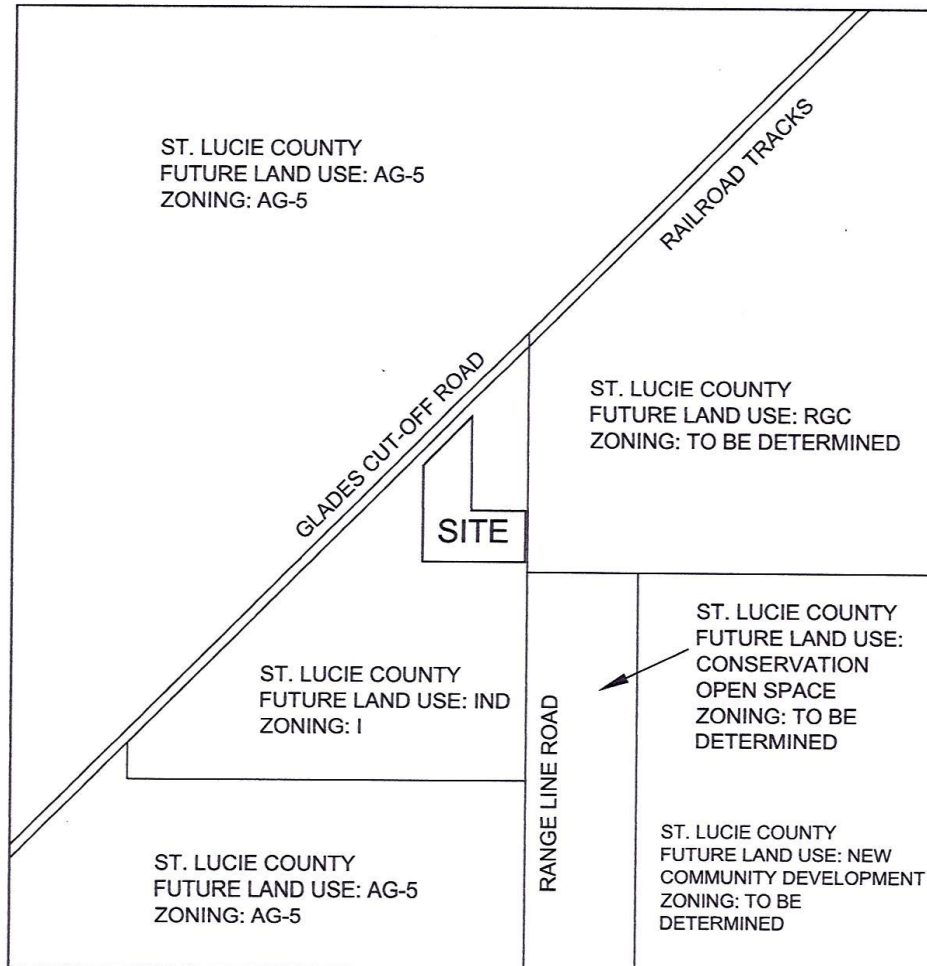 ST. LUCIE COUNTY
FUTURE LAND USE: AG-5
ZONING: AG-5
RAILROAD TRACKS
GLADES CUT-OFF ROAD
ST. LUCIE COUNTY
FUTURE LAND USE: RGC
ZONING: TO BE DETERMINED
SITE
ST. LUCIE COUNTY
FUTURE LAND USE:
CONSERVATION
OPEN SPACE
ZONING: TO BE
DETERMINED
ST. LUCIE COUNTY
FUTURE LAND USE: IND
ZONING: I
RANGE LINE ROAD
ST. LUCIE COUNTY
FUTURE LAND USE: AG-5
ZONING: AG-5
ST. LUCIE COUNTY
FUTURE LAND USE: NEW
COMMUNITY DEVELOPMENT
ZONING: TO BE
DETERMINED